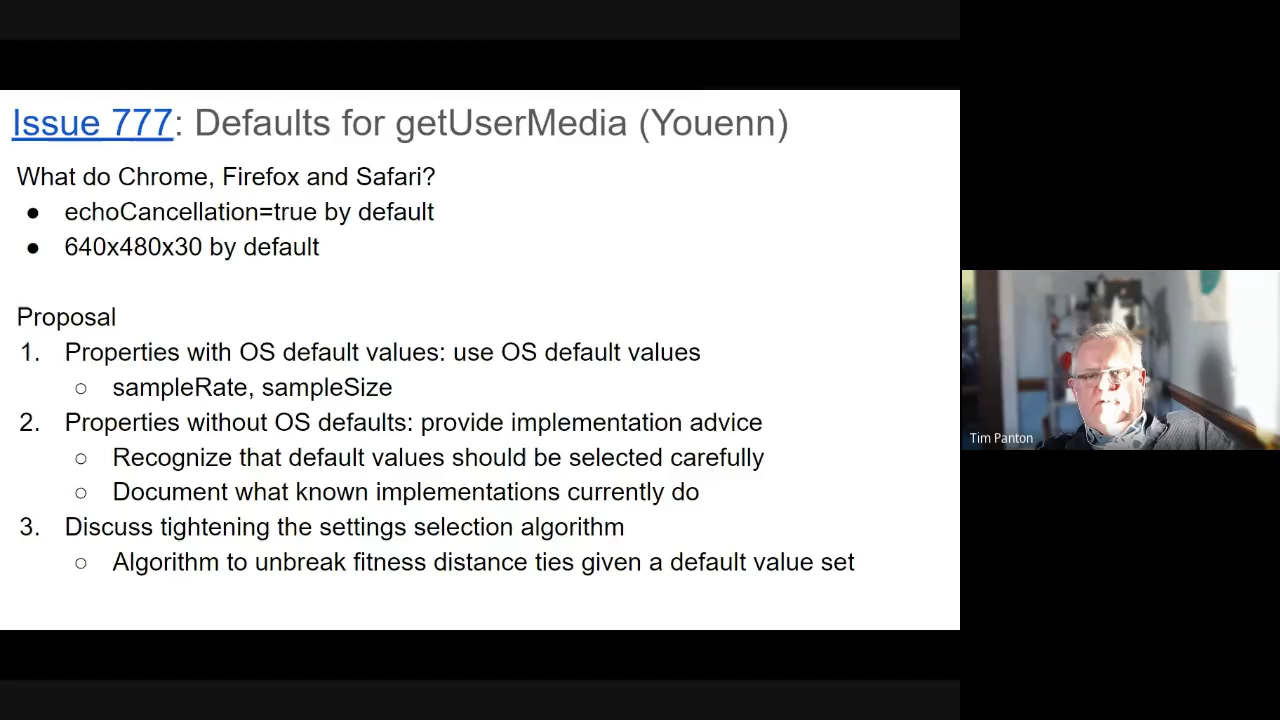 Issue 777: Defaults for getUserMedia (Youenn)
What do Chrome, Firefox and Safari?
● echoCancellation=true by default
● 640x480x30 by default
Proposal
1. Properties with OS default values: use OS default values
○ sampleRate, sampleSize
2. Properties without OS defaults: provide implementation advice
○ Recognize that default values should be selected carefully
○ Document what known implementations currently do
3. Discuss tightening the settings selection algorithm
○ Algorithm to unbreak fitness distance ties given a default value set
Tim Panton